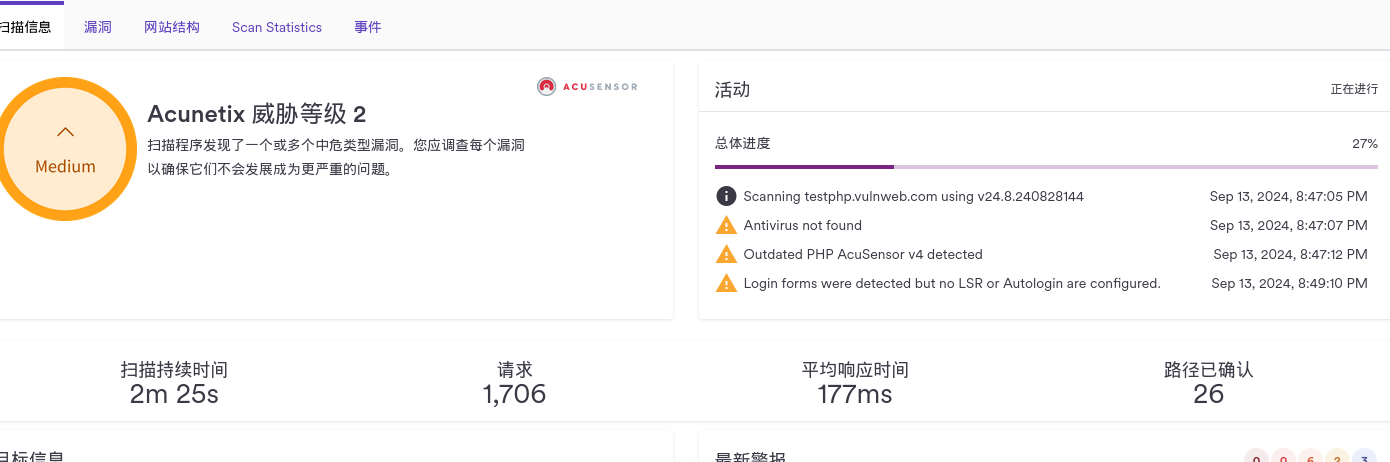 扫描信息 漏洞 网站结构 Scan Statistics 事件
ACUSENSOR
Acunetix 威胁等级 2
扫描程序发现了一个或多个中危类型漏洞。您应调查每个漏洞
以确保它们不会发展成为更严重的问题。
Medium
活动 正在进行
总体进度 27%
Scanning testphp.vulnweb.com using v24.8.240828144 Sep 13, 2024, 8:47:05 PM
Antivirus not found Sep 13, 2024, 8:47:07 PM
Outdated PHP AcuSensor v4 detected Sep 13, 2024, 8:47:12 PM
Login forms were detected but no LSR or Autologin are configured. Sep 13, 2024, 8:49:10 PM
扫描持续时间 请求 平均响应时间 路径已确认
2m 25s 1,706 177ms 26
目标信息 最新警报